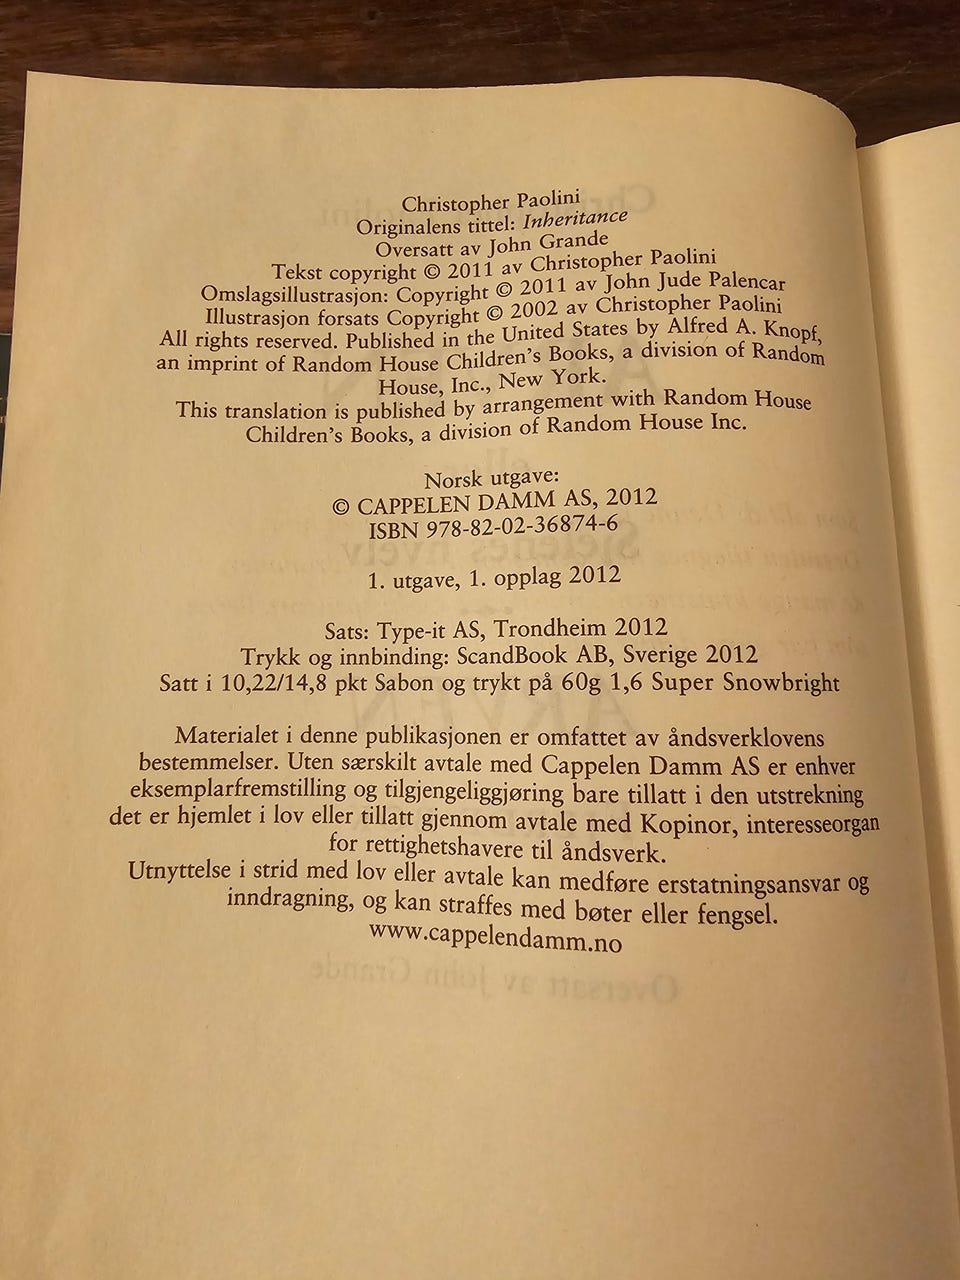 Christopher Paolini
Originalens tittel: Inheritance
Oversatt av John Grande
Tekst copyright © 2011 av Christopher Paolini
Omslagsillustrasjon: Copyright © 2011 av John Jude Palencar
Illustrasjon forsats Copyright © 2002 av Christopher Paolini
All rights reserved. Published in the United States by Alfred A. Knopf,
an imprint of Random House Children's Books, a division of Random
House, Inc., New York.
This translation is published by arrangement with Random House
Children's Books, a division of Random House Inc.
Norsk utgave:
© CAPPELEN DAMM AS, 2012
ISBN 978-82-02-36874-6
1. utgave, 1. opplag 2012
Sats: Type-it AS, Trondheim 2012
Trykk og innbinding: ScandBook AB, Sverige 2012
Satt i 10,22/14,8 pkt Sabon og trykt på 60g 1,6 Super Snowbright
Materialet i denne publikasjonen er omfattet av åndsverklovens
bestemmelser. Uten særskilt avtale med Cappelen Damm AS er enhver
eksemplarfremstilling og tilgjengeliggjøring bare tillatt i den utstrekning
det er hjemlet i lov eller tillatt gjennom avtale med Kopinor, interesseorgan
for rettighetshavere til åndsverk.
Utnyttelse i strid med lov eller avtale kan medføre erstatningsansvar og
inndragning, og kan straffes med bøter eller fengsel.
www.cappelendamm.no